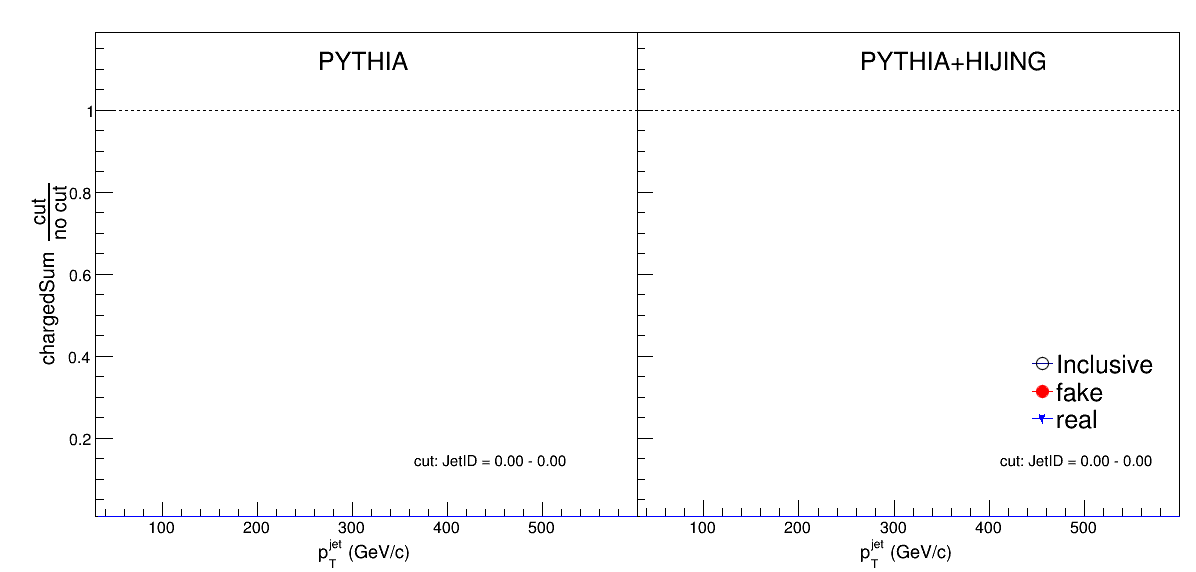 PYTHIA
PYTHIA+HIJING
chargedSum cut
no cut
1
0.8
0.6
0.4
0.2
Inclusive
fake
real
cut: JetID = 0.00 - 0.00
cut: JetID = 0.00 - 0.00
100 200 300 400 500
100 200 300 400 500
p_T^jet (GeV/c)
p_T^jet (GeV/c)